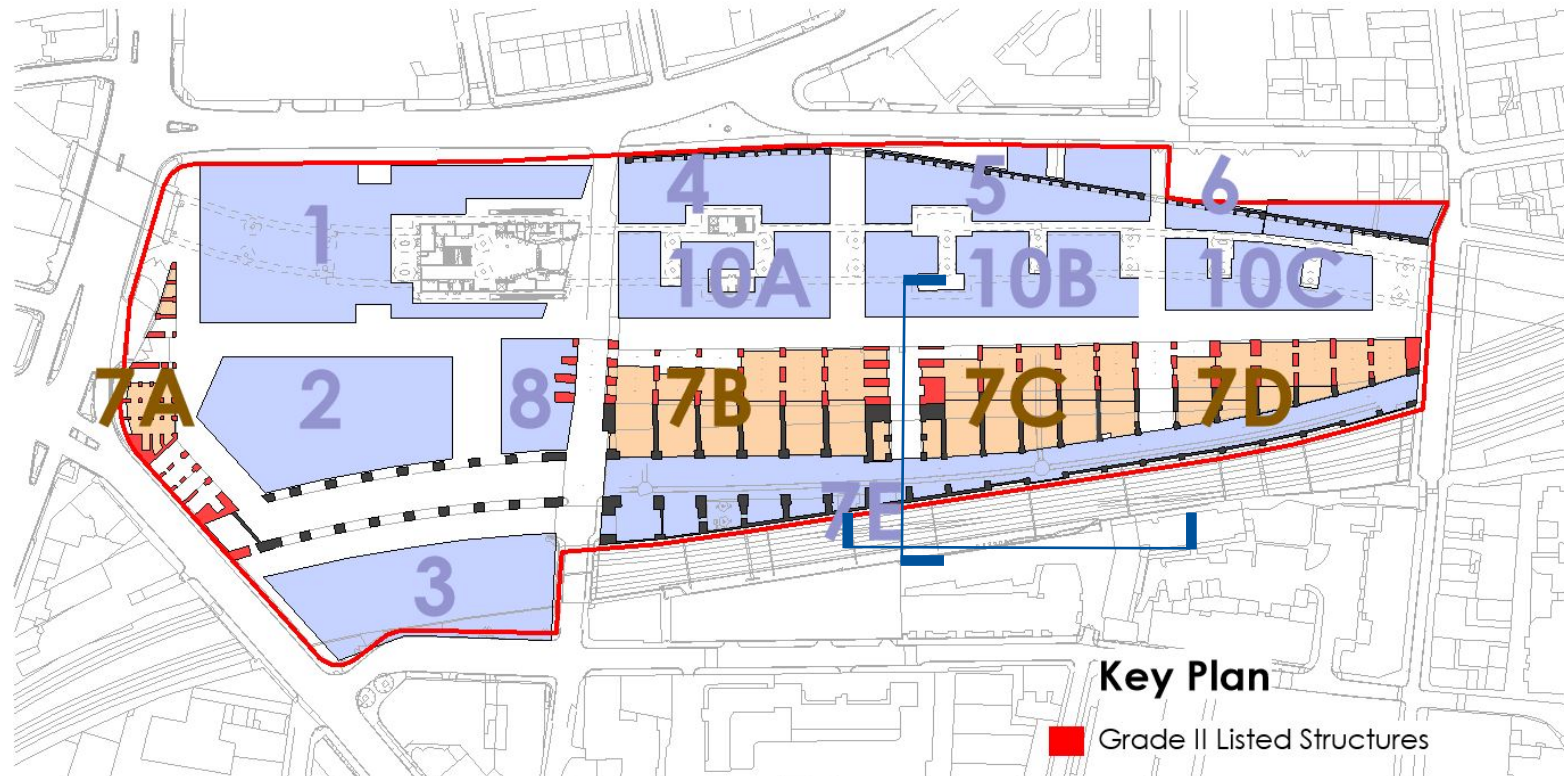 4
5
6
1
10A
10B
10C
7A
2
8
7B
7C
7D
7E
3
Key Plan
Grade II Listed Structures